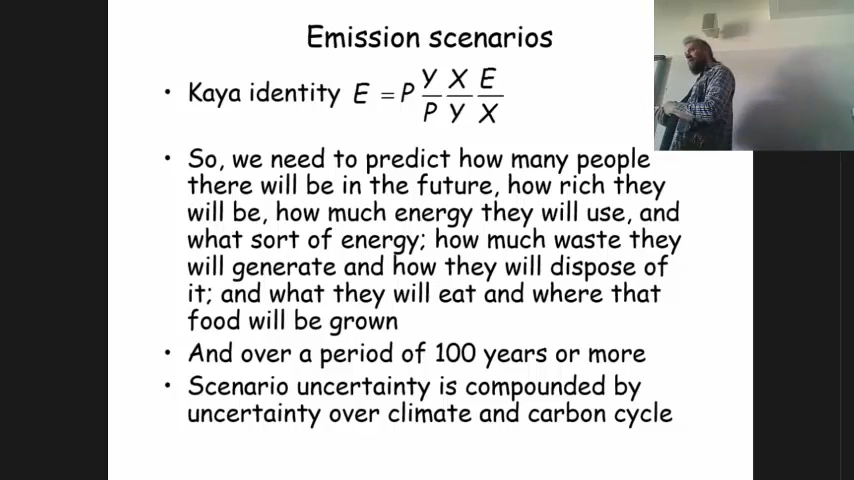 Emission scenarios
• Kaya identity E = P Y/P X/Y E/X
• So, we need to predict how many people
there will be in the future, how rich they
will be, how much energy they will use, and
what sort of energy; how much waste they
will generate and how they will dispose of
it; and what they will eat and where that
food will be grown
• And over a period of 100 years or more
• Scenario uncertainty is compounded by
uncertainty over climate and carbon cycle